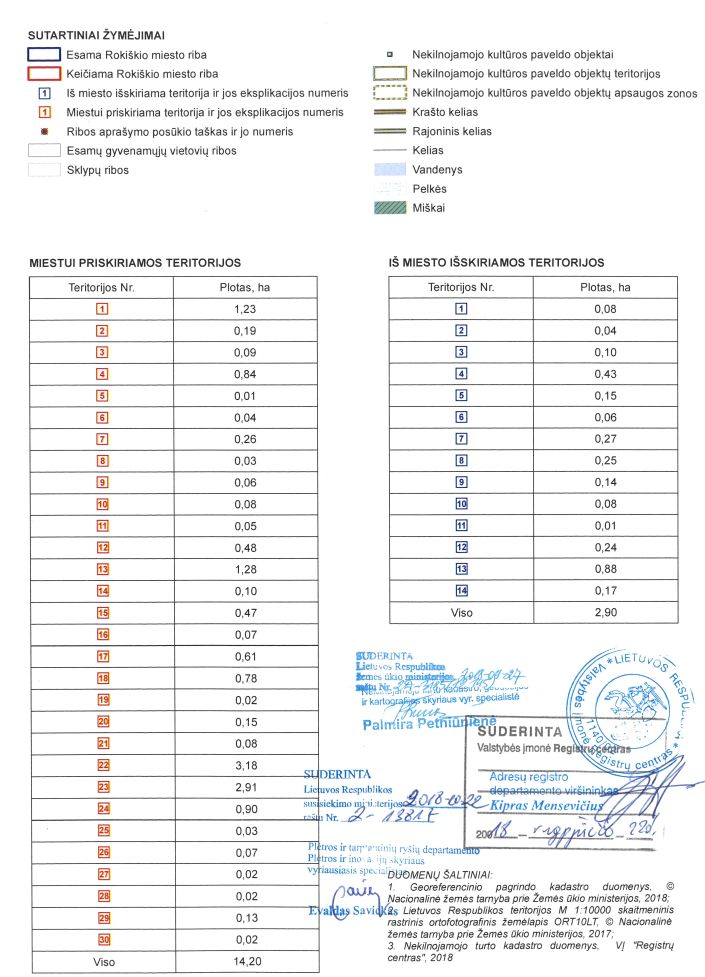 SUTARTINIAI ŽYMĖJIMAI
Esama Rokiškio miesto riba
Keičiama Rokiškio miesto riba
1 Iš miesto išskiriama teritorija ir jos eksplikacijos numeris
1 Miestui priskiriama teritorija ir jos eksplikacijos numeris
Ribos aprašymo posūkio taškas ir jo numeris
Esamų gyvenamųjų vietovių ribos
Sklypų ribos
Nekilnojamojo kultūros paveldo objektai
Nekilnojamojo kultūros paveldo objektų teritorijos
Nekilnojamojo kultūros paveldo objektų apsaugos zonos
Krašto kelias
Rajoninis kelias
Kelias
Vandenys
Pelkės
Miškai
MIESTUI PRISKIRIAMOS TERITORIJOS
Teritorijos Nr. Plotas, ha
1 1,23
2 0,19
3 0,09
4 0,84
5 0,01
6 0,04
7 0,26
8 0,03
9 0,06
10 0,08
11 0,05
12 0,48
13 1,28
14 0,10
15 0,47
16 0,07
17 0,61
18 0,78
19 0,02
20 0,15
21 0,08
22 3,18
23 2,91
24 0,90
25 0,03
26 0,07
27 0,02
28 0,02
29 0,13
30 0,02
Viso 14,20
IŠ MIESTO IŠSKIRIAMOS TERITORIJOS
Teritorijos Nr. Plotas, ha
1 0,08
2 0,04
3 0,10
4 0,43
5 0,15
6 0,06
7 0,27
8 0,25
9 0,14
10 0,08
11 0,01
12 0,24
13 0,88
14 0,17
Viso 2,90
SUDERINTA
Lietuvos Respublikos
žemės ūkio ministerijos
raštu Nr.
Nekilnojamojo turto kadastro, geodezijos
ir kartografijos skyriaus vyr. specialistė
Palmira Petniūnienė
LIETUVOS RESPUBL
Valstybės įmonė Registrų centras
SUDERINTA
Valstybės įmonė Registrų centras
Adresų registro
departamento viršininkas
Kipras Mensevičius
2018 rugpjūčio
SUDERINTA
Lietuvos Respublikos
susisiekimo ministerijos
raštu Nr.
Plėtros ir tarptautinių ryšių departamento
Plėtros ir inovacijų skyriaus
vyriausiasis specialistas
Evaldas Savickas
DUOMENŲ ŠALTINIAI:
1. Georeferencinio pagrindo kadastro duomenys, ©
Nacionalinė žemės tarnyba prie Žemės ūkio ministerijos, 2018;
2. Lietuvos Respublikos teritorijos M 1:10000 skaitmeninis
rastrinis ortofotografinis žemėlapis ORT10LT, © Nacionalinė
žemės tarnyba prie Žemės ūkio ministerijos, 2017;
3. Nekilnojamo turto kadastro duomenys, VĮ "Registrų
centras", 2018